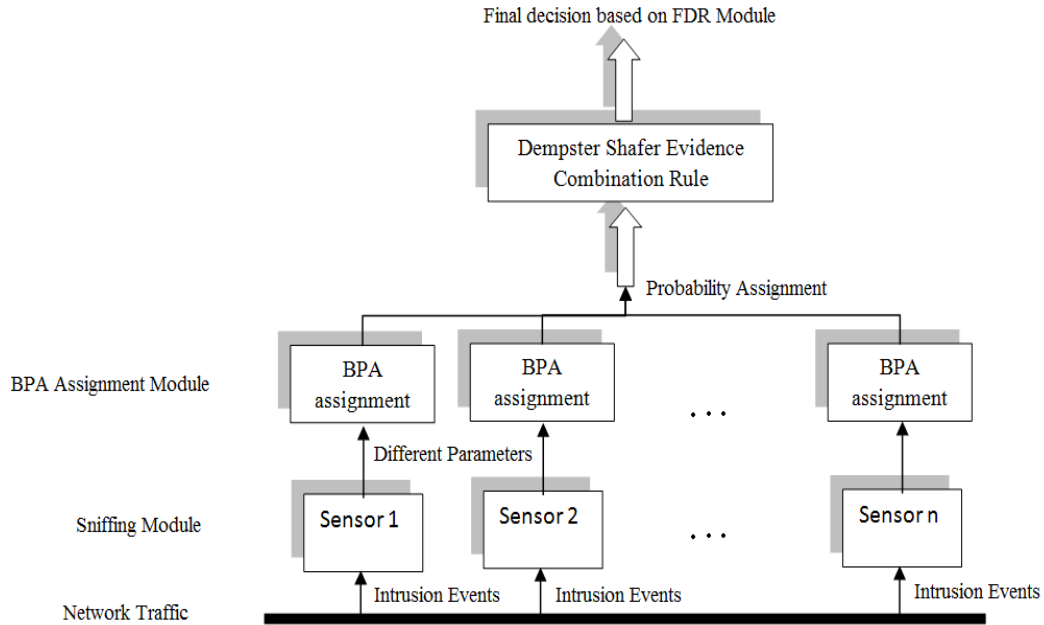 Final decision based on FDR Module
Dempster Shafer Evidence
Combination Rule
Probability Assignment
BPA Assignment Module
BPA
assignment
BPA
assignment
. . .
BPA
assignment
Different Parameters
Sniffing Module
Sensor 1
Sensor 2
. . .
Sensor n
Intrusion Events
Intrusion Events
Intrusion Events
Network Traffic